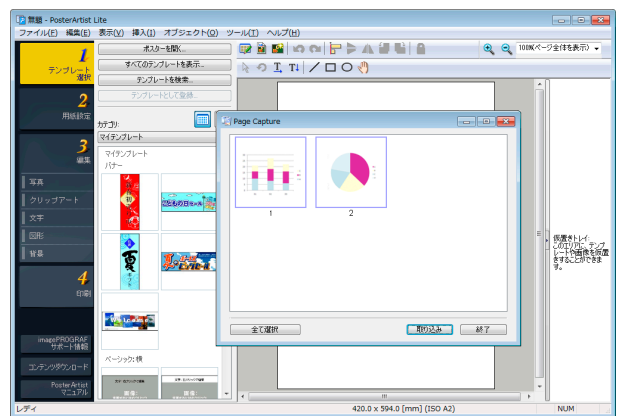 無題 - PosterArtist Lite
ファイル(F) 編集(E) 表示(V) 挿入(I) オブジェクト(O) ツール(T) ヘルプ(H)
1
テンプレート
選択
2
用紙設定
3
編集
写真
クリップアート
文字
図形
背景
4
印刷
imagePROGRAF
サポート情報
コンテンツダウンロード
PosterArtist
マニュアル
ポスターを開く...
すべてのテンプレートを表示...
テンプレートを検索...
テンプレートとして登録...
カテゴリ:
マイテンプレート
マイテンプレート
バナー
夏
ベーシック:横
100%(ページ全体を表示)
Page Capture
1
2
全て選択
取り込み
終了
仮置きトレイ:
このエリアに、テンプ
レートや画像を仮置
きすることができま
す。
レディ
420.0 x 594.0 [mm] (ISO A2)
NUM